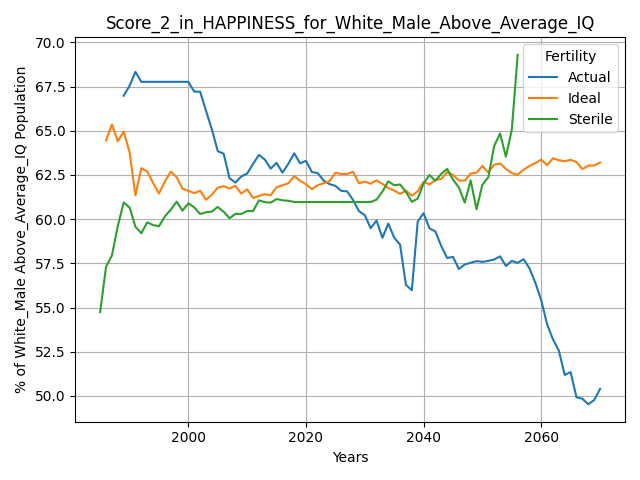 Score_2_in_HAPPINESS_for_White_Male_Above_Average_IQ
% of White_Male Above_Average_IQ Population
70.0
67.5
65.0
62.5
60.0
57.5
55.0
52.5
50.0
Fertility
Actual
Ideal
Sterile
2000
2020
2040
2060
Years